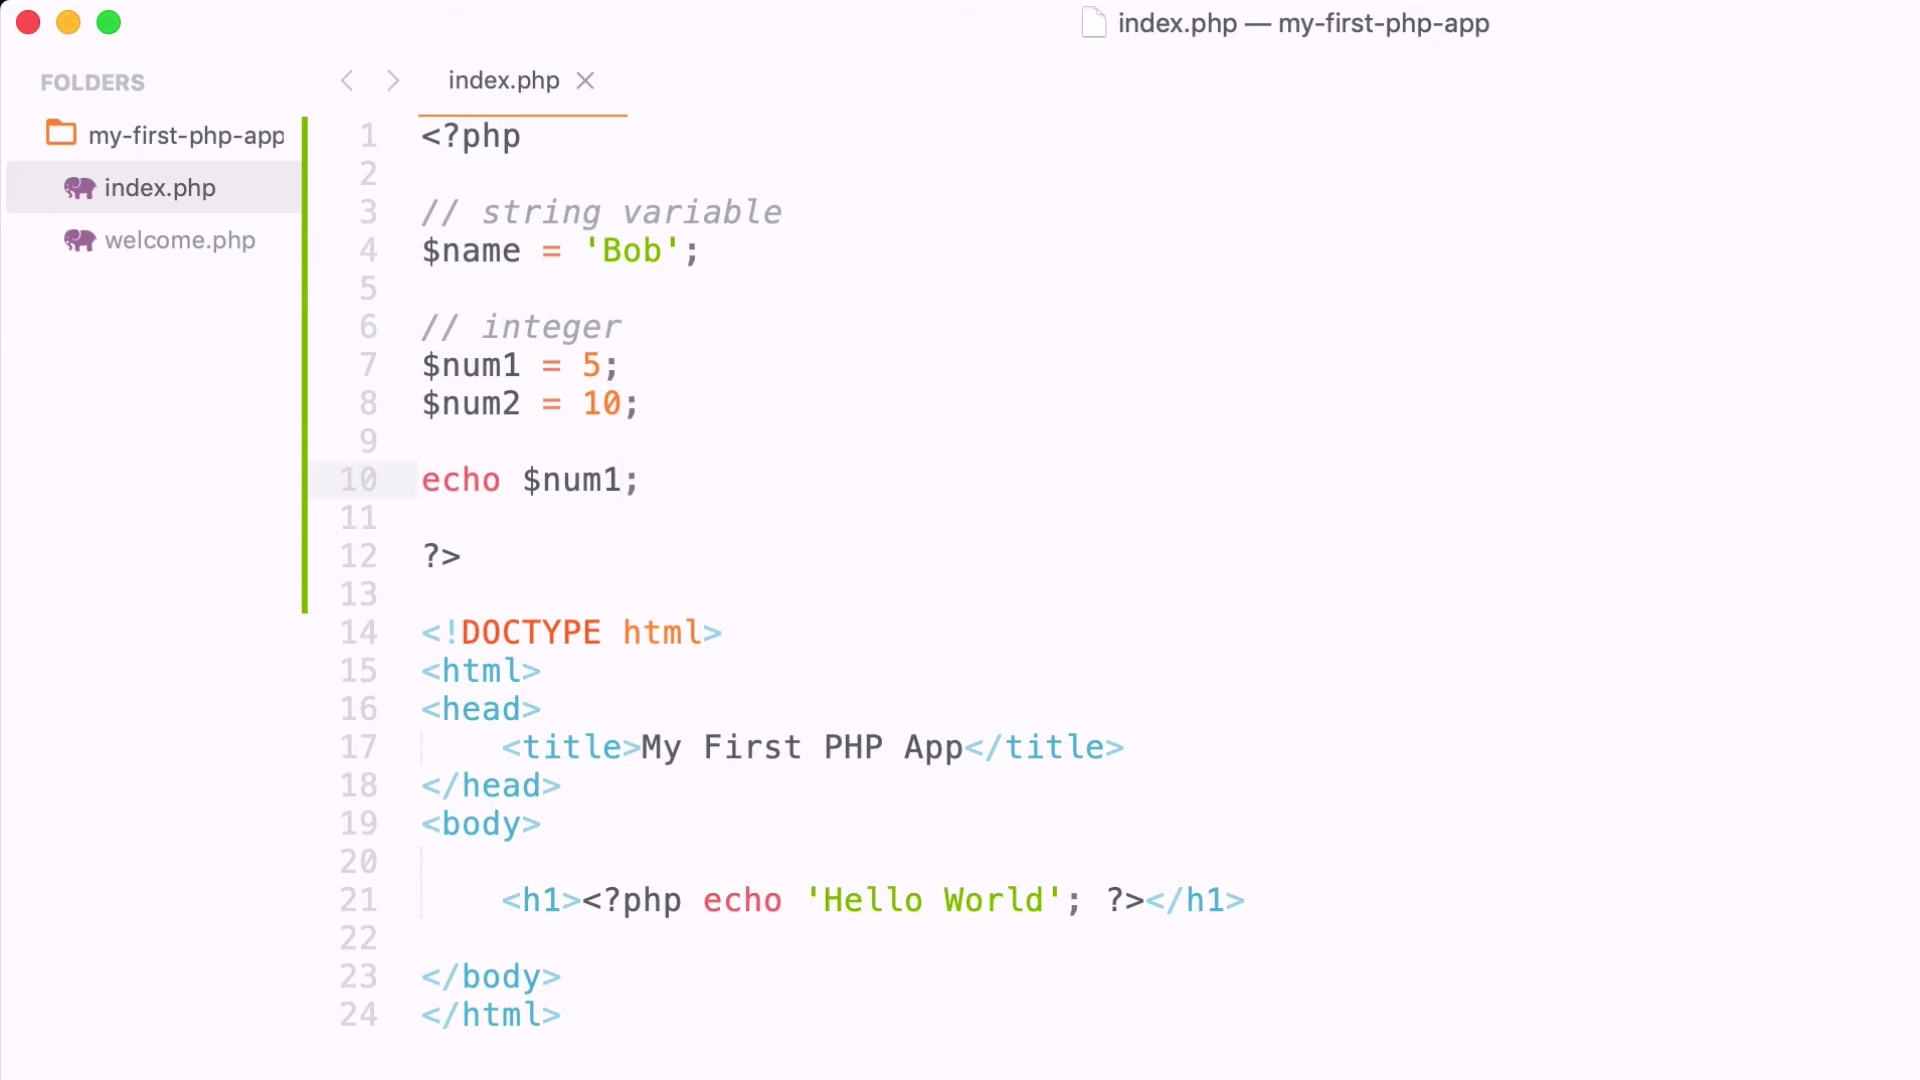 index.php — my-first-php-app
FOLDERS
my-first-php-app
index.php
welcome.php
index.php
1 <?php
2
3 // string variable
4 $name = 'Bob';
5
6 // integer
7 $num1 = 5;
8 $num2 = 10;
9
10 echo $num1;
11
12 ?>
13
14 <!DOCTYPE html>
15 <html>
16 <head>
17     <title>My First PHP App</title>
18 </head>
19 <body>
20
21     <h1><?php echo 'Hello World'; ?></h1>
22
23 </body>
24 </html>